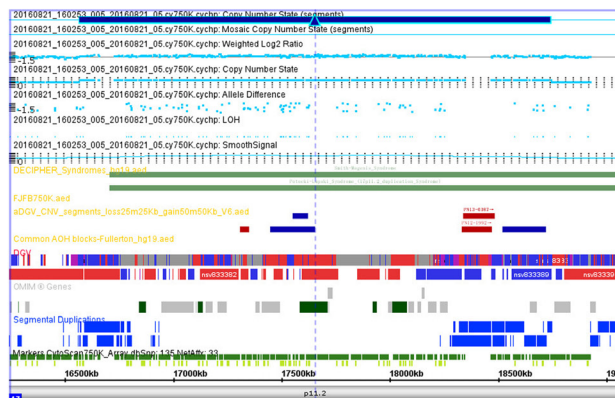 20160821_160253_005_20160821_05.cy750K.cychp: Copy Number State (segments)
20160821_160253_005_20160821_05.cy750K.cychp: Mosaic Copy Number State (segments)
20160821_160253_005_20160821_05.cy750K.cychp: Weighted Log2 Ratio
-1.5
20160821_160253_005_20160821_05.cy750K.cychp: Copy Number State
0
20160821_160253_005_20160821_05.cy750K.cychp: Allele Difference
-1.5
20160821_160253_005_20160821_05.cy750K.cychp: LOH
20160821_160253_005_20160821_05.cy750K.cychp: SmoothSignal
0
DECIPHER_Syndromes_hg19.aed
FJFB750K.aed
aDGV_CNV_segments_loss25m25Kb_gain50m50Kb_V6.aed
Common AOH blocks-Fullerton_hg19.aed
DGV
nsv833382
nsv833389
OMIM ® Genes
Segmental Duplications
Markers CytoScan750K_Array dbSnp: 135 NetAffy: 33
16500kb 17000kb 17500kb 18000kb 18500kb
p11.2